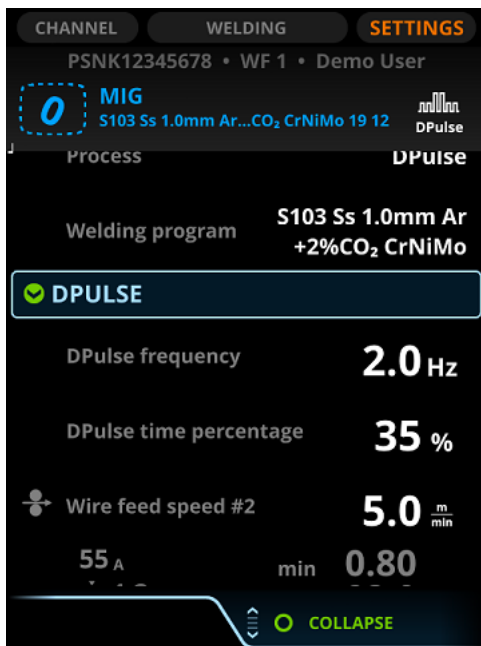 CHANNEL WELDING SETTINGS
PSNK12345678 • WF 1 • Demo User
0 MIG
S103 Ss 1.0mm Ar...CO₂ CrNiMo 19 12 DPulse
Process DPulse
Welding program S103 Ss 1.0mm Ar
+2%CO₂ CrNiMo
DPULSE
DPulse frequency 2.0 Hz
DPulse time percentage 35 %
Wire feed speed #2 5.0 m/min
55 A min 0.80
COLLAPSE